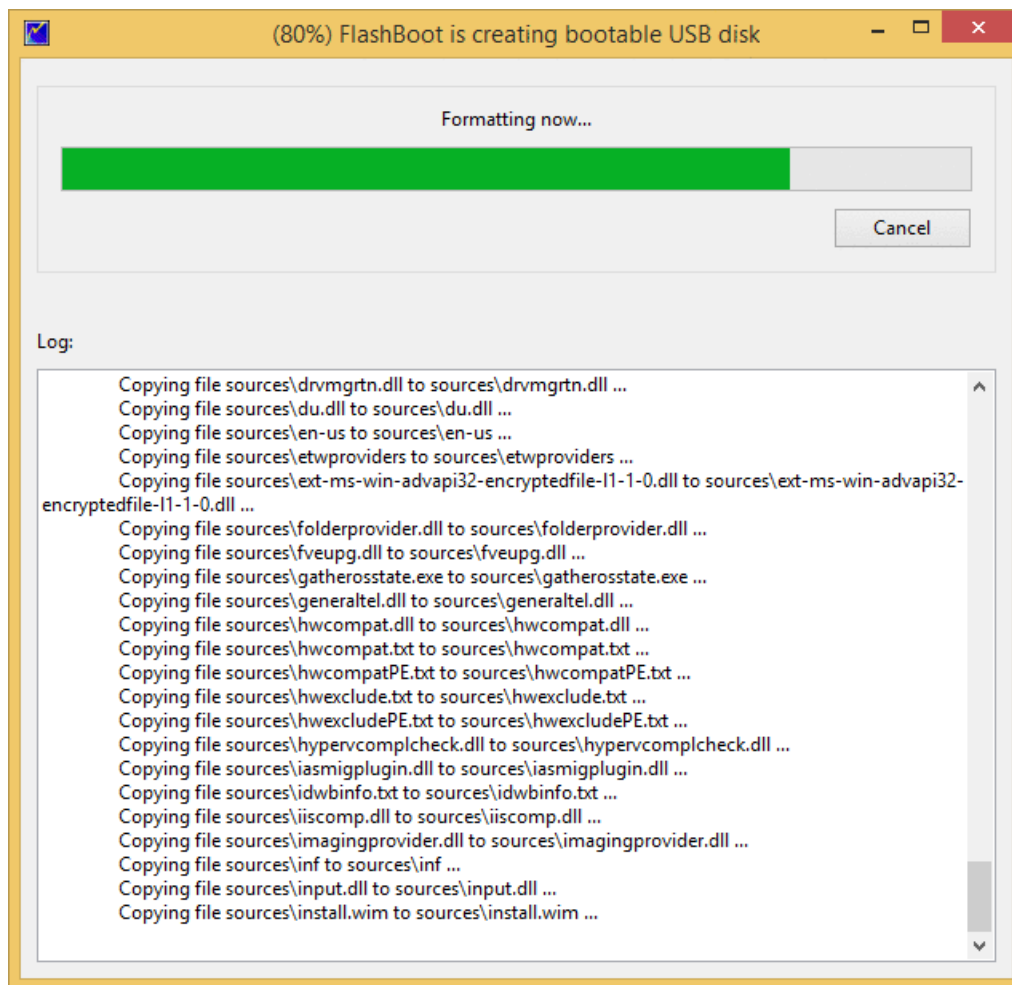 (80%) FlashBoot is creating bootable USB disk
Formatting now...
Cancel
Log:
Copying file sources\drvmgrtn.dll to sources\drvmgrtn.dll ...
Copying file sources\du.dll to sources\du.dll ...
Copying file sources\en-us to sources\en-us ...
Copying file sources\etwproviders to sources\etwproviders ...
Copying file sources\ext-ms-win-advapi32-encryptedfile-l1-1-0.dll to sources\ext-ms-win-advapi32-
encryptedfile-l1-1-0.dll ...
Copying file sources\folderprovider.dll to sources\folderprovider.dll ...
Copying file sources\fveupg.dll to sources\fveupg.dll ...
Copying file sources\gatherosstate.exe to sources\gatherosstate.exe ...
Copying file sources\generaltel.dll to sources\generaltel.dll ...
Copying file sources\hwcompat.dll to sources\hwcompat.dll ...
Copying file sources\hwcompat.txt to sources\hwcompat.txt ...
Copying file sources\hwcompatPE.txt to sources\hwcompatPE.txt ...
Copying file sources\hwexclude.txt to sources\hwexclude.txt ...
Copying file sources\hwexcludePE.txt to sources\hwexcludePE.txt ...
Copying file sources\hypervcomplcheck.dll to sources\hypervcomplcheck.dll ...
Copying file sources\iasmigplugin.dll to sources\iasmigplugin.dll ...
Copying file sources\idwbinfo.txt to sources\idwbinfo.txt ...
Copying file sources\iiscomp.dll to sources\iiscomp.dll ...
Copying file sources\imagingprovider.dll to sources\imagingprovider.dll ...
Copying file sources\inf to sources\inf ...
Copying file sources\input.dll to sources\input.dll ...
Copying file sources\install.wim to sources\install.wim ...